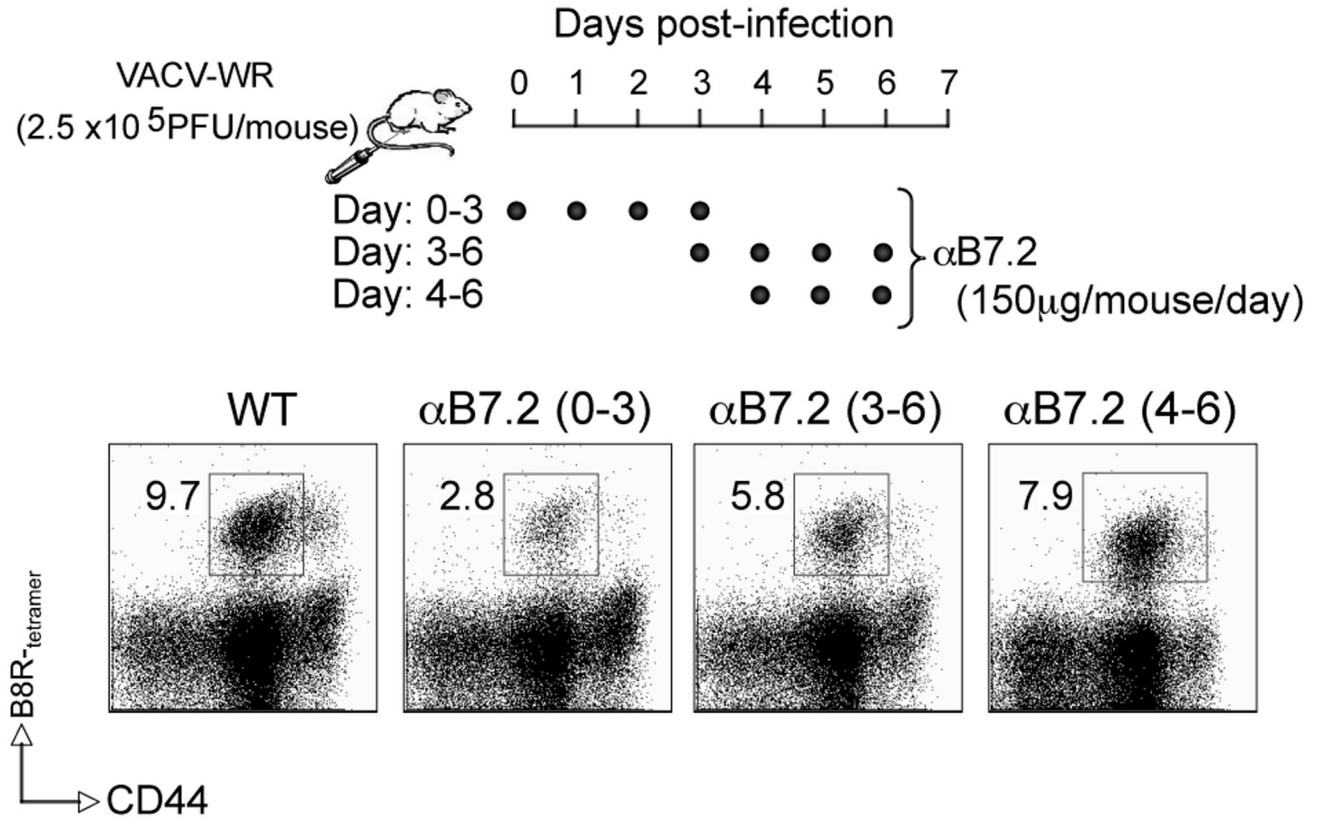 Days post-infection
VACV-WR
(2.5 x10 5PFU/mouse)
0 1 2 3 4 5 6 7
Day: 0-3
Day: 3-6
Day: 4-6
αB7.2
(150μg/mouse/day)
WT
αB7.2 (0-3)
αB7.2 (3-6)
αB7.2 (4-6)
9.7
2.8
5.8
7.9
B8R-tetramer
CD44